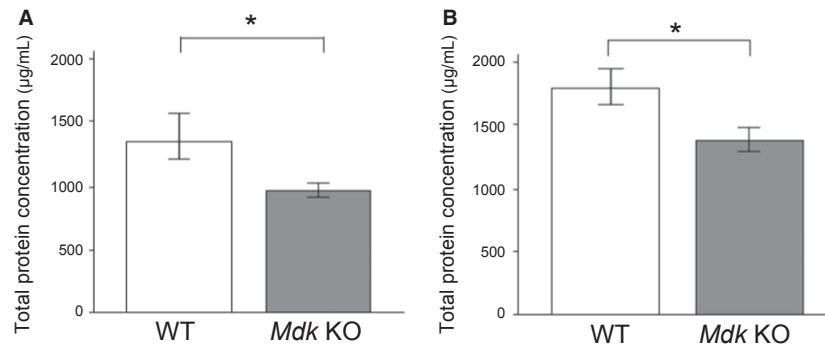 A
*
Total protein concentration (µg/mL)
2000
1500
1000
500
0
WT
Mdk KO
B
*
Total protein concentration (µg/mL)
2000
1500
1000
500
0
WT
Mdk KO